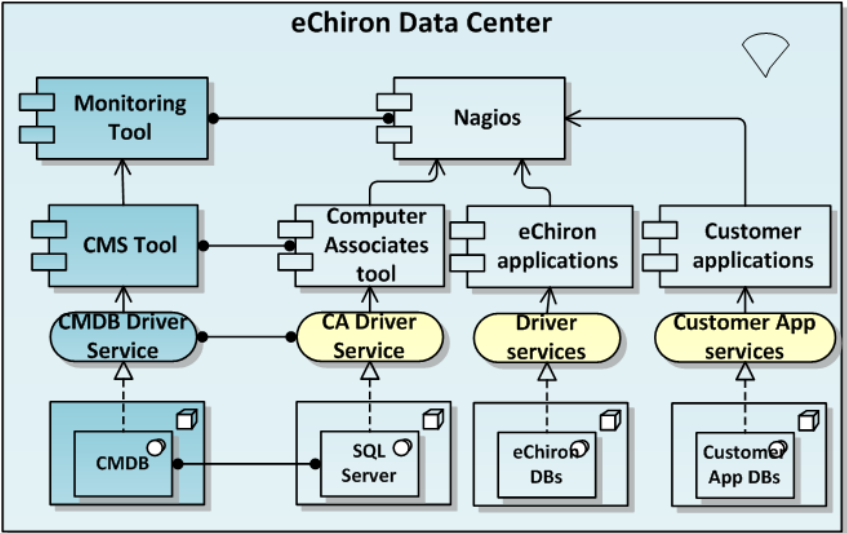 eChiron Data Center
Monitoring
Tool
Nagios
CMS Tool
Computer
Associates
tool
eChiron
applications
Customer
applications
CMDB Driver
Service
CA Driver
Service
Driver
services
Customer App
services
CMDB
SQL
Server
eChiron
DBs
Customer
App DBs